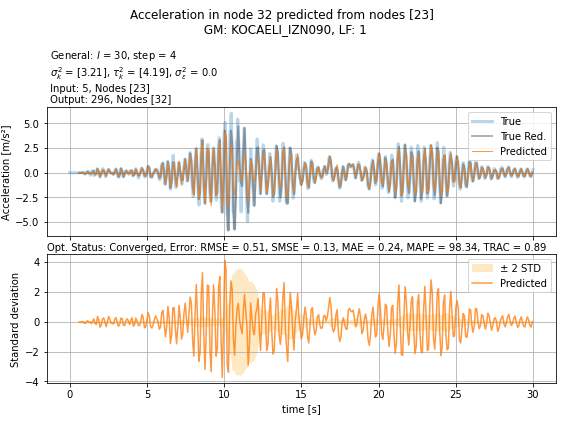 Acceleration in node 32 predicted from nodes [23]
GM: KOCAELI_IZN090, LF: 1
General: l = 30, step = 4
σ²ₖ = [3.21], τ²ₖ = [4.19], σ²ε = 0.0
Input: 5, Nodes [23]
Output: 296, Nodes [32]
Acceleration [m/s²]
5.0
2.5
0.0
−2.5
−5.0
True
True Red.
Predicted
Opt. Status: Converged, Error: RMSE = 0.51, SMSE = 0.13, MAE = 0.24, MAPE = 98.34, TRAC = 0.89
Standard deviation
4
2
0
−2
−4
± 2 STD
Predicted
0 5 10 15 20 25 30
time [s]